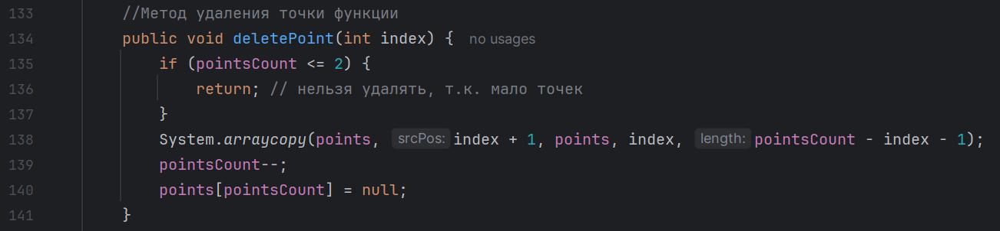 133 //Метод удаления точки функции
134 public void deletePoint(int index) { no usages
135 if (pointsCount <= 2) {
136 return; // нельзя удалять, т.к. мало точек
137 }
138 System.arraycopy(points, srcPos: index + 1, points, index, length: pointsCount - index - 1);
139 pointsCount--;
140 points[pointsCount] = null;
141 }